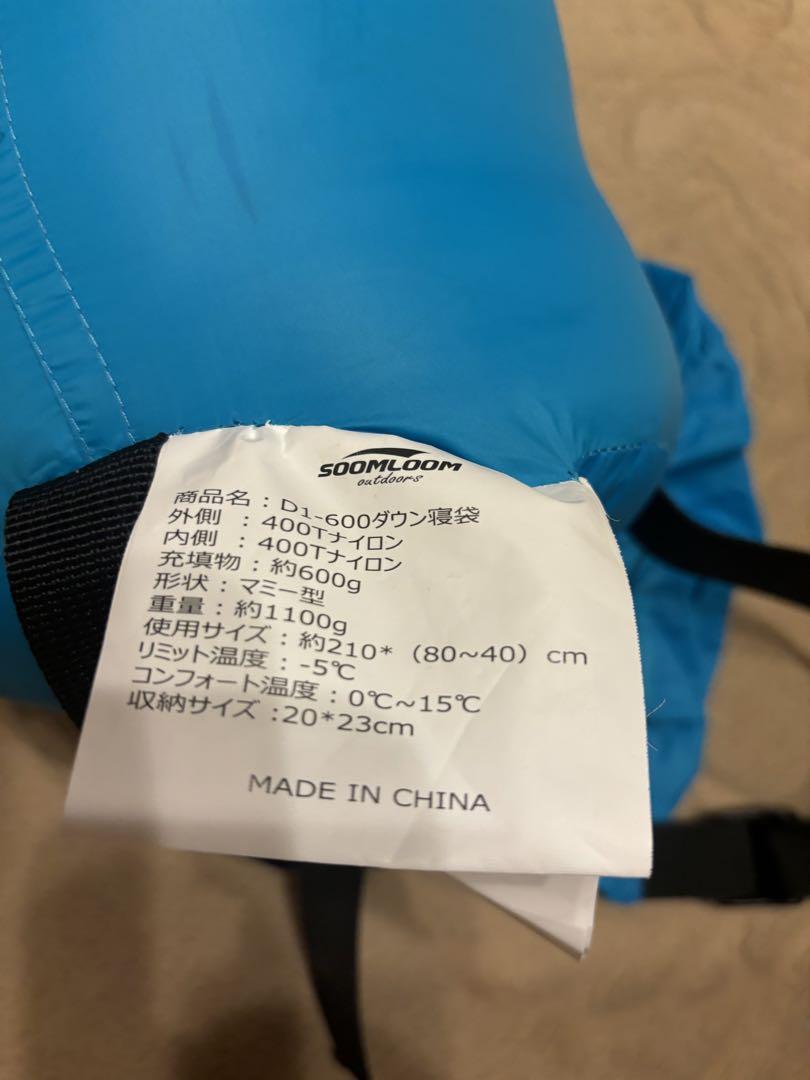 SOOMLOOM
outdoors
商品名：D1-600ダウン寝袋
外側 ：400Tナイロン
内側 ：400Tナイロン
充填物：約600g
形状：マミー型
重量：約1100g
使用サイズ：約210*（80~40）cm
リミット温度：-5℃
コンフォート温度：0℃~15℃
収納サイズ:20*23cm
MADE IN CHINA